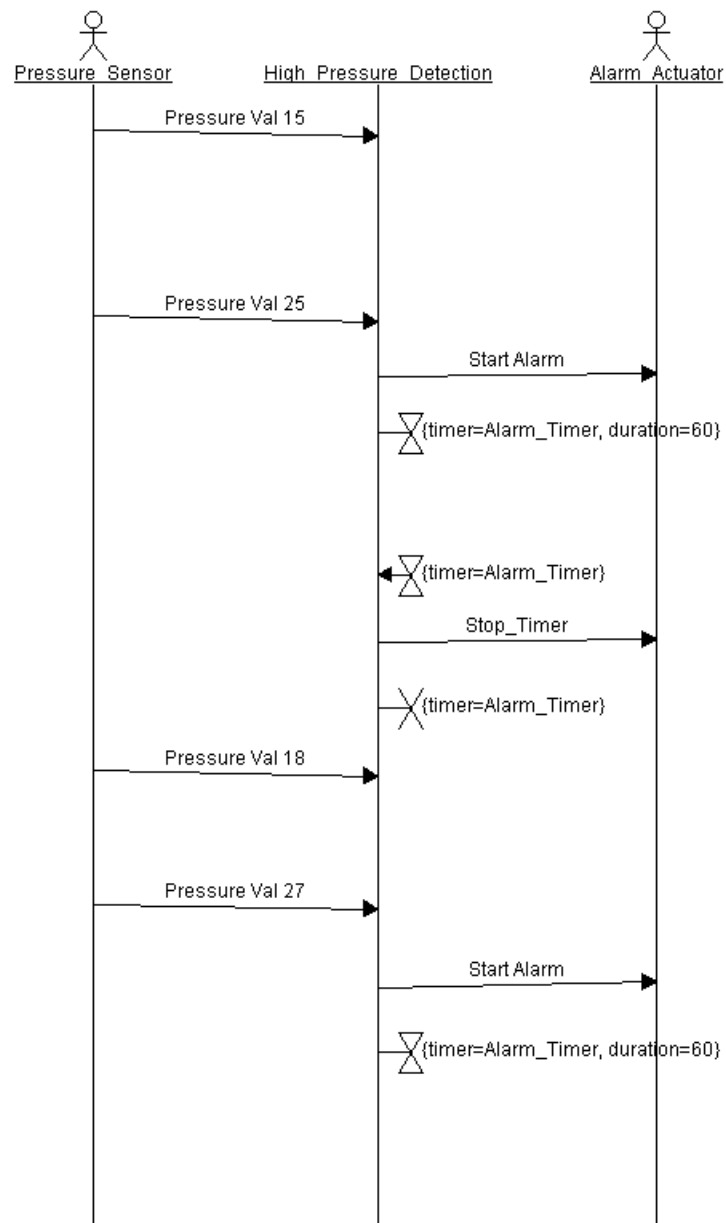 Pressure_Sensor High_Pressure_Detection Alarm_Actuator
Pressure Val 15
Pressure Val 25
Start Alarm
{timer=Alarm_Timer, duration=60}
{timer=Alarm_Timer}
Stop_Timer
{timer=Alarm_Timer}
Pressure Val 18
Pressure Val 27
Start Alarm
{timer=Alarm_Timer, duration=60}